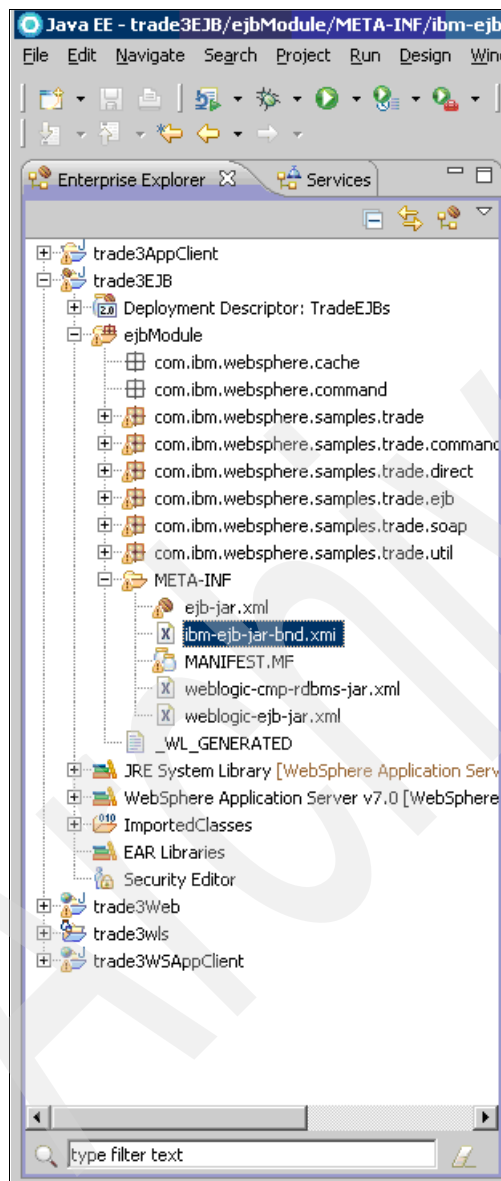 Java EE - trade3EJB/ejbModule/META-INF/ibm-ejb
File Edit Navigate Search Project Run Design Wind
Enterprise Explorer Services
trade3AppClient
trade3EJB
2.0 Deployment Descriptor: TradeEJBs
ejbModule
com.ibm.websphere.cache
com.ibm.websphere.command
com.ibm.websphere.samples.trade
com.ibm.websphere.samples.trade.command
com.ibm.websphere.samples.trade.direct
com.ibm.websphere.samples.trade.ejb
com.ibm.websphere.samples.trade.soap
com.ibm.websphere.samples.trade.util
META-INF
ejb-jar.xml
X ibm-ejb-jar-bnd.xmi
MANIFEST.MF
X weblogic-cmp-rdbms-jar.xml
X weblogic-ejb-jar.xml
_WL_GENERATED
JRE System Library [WebSphere Application Serv
WebSphere Application Server v7.0 [WebSphere
010 ImportedClasses
EAR Libraries
Security Editor
trade3Web
trade3wls
trade3WSAppClient
type filter text